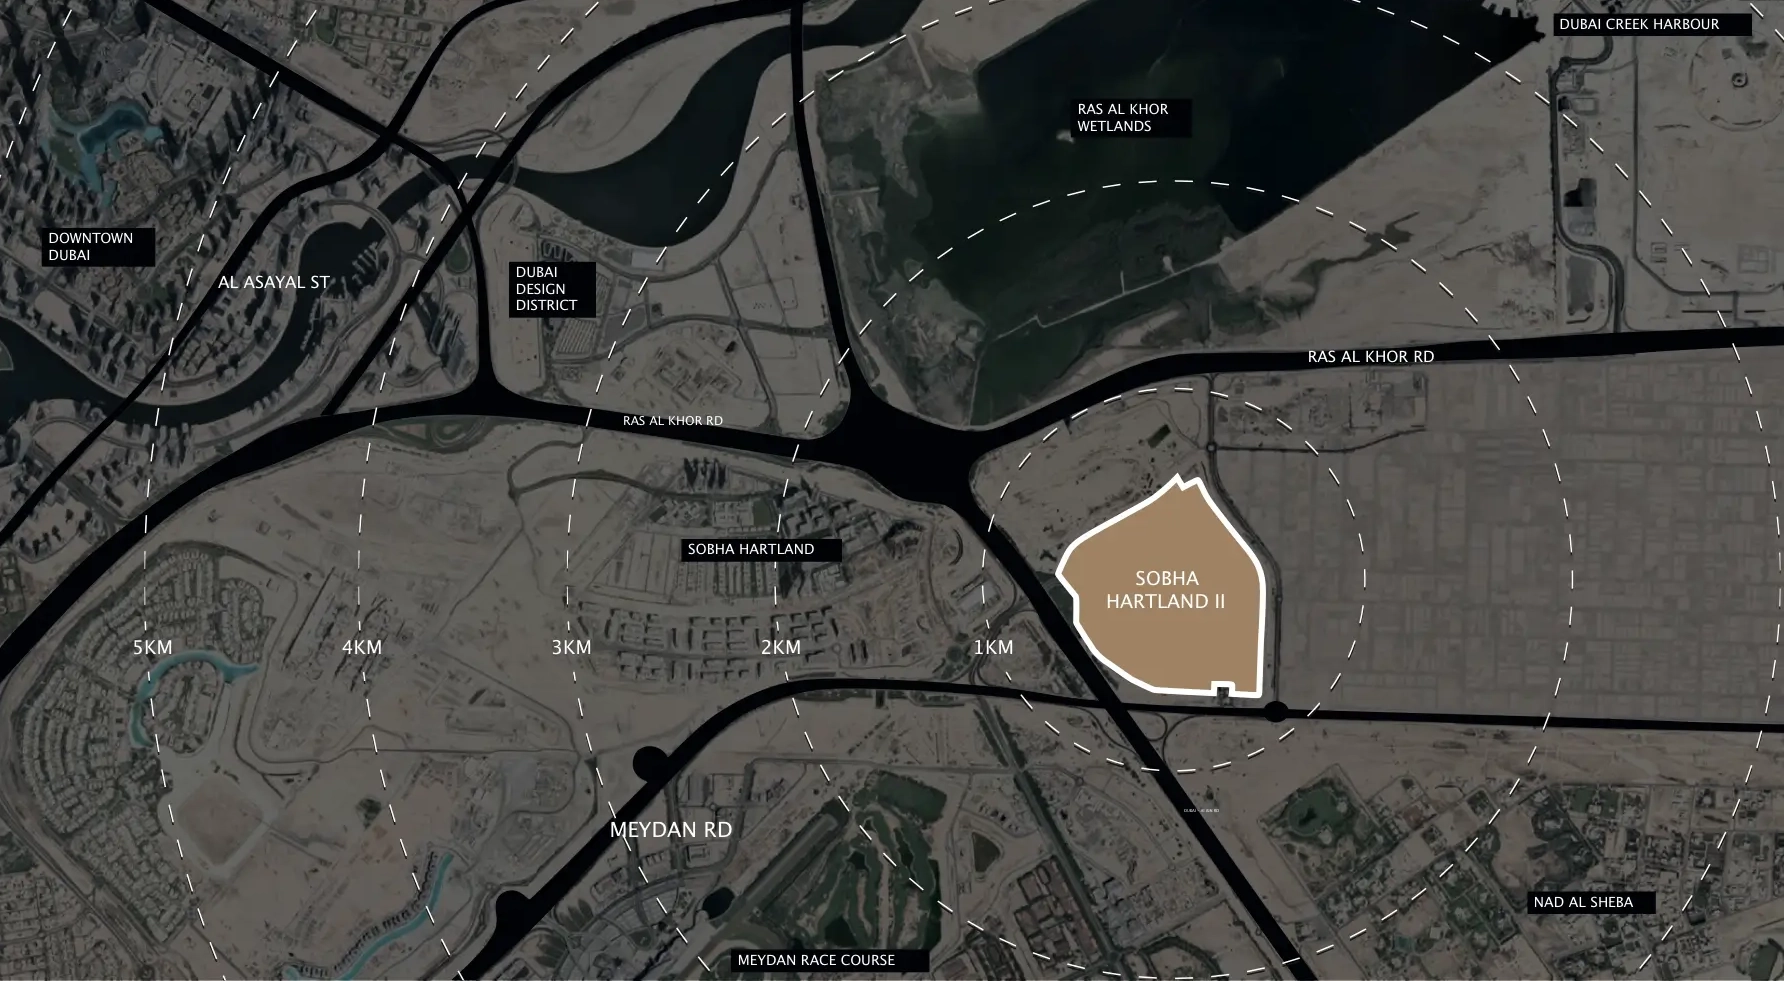 DUBAI CREEK HARBOUR
RAS AL KHOR
WETLANDS
DOWNTOWN
DUBAI
AL ASAYAL ST
DUBAI
DESIGN
DISTRICT
RAS AL KHOR RD
RAS AL KHOR RD
SOBHA HARTLAND
SOBHA
HARTLAND II
5KM
4KM
3KM
2KM
1KM
MEYDAN RD
NAD AL SHEBA
MEYDAN RACE COURSE